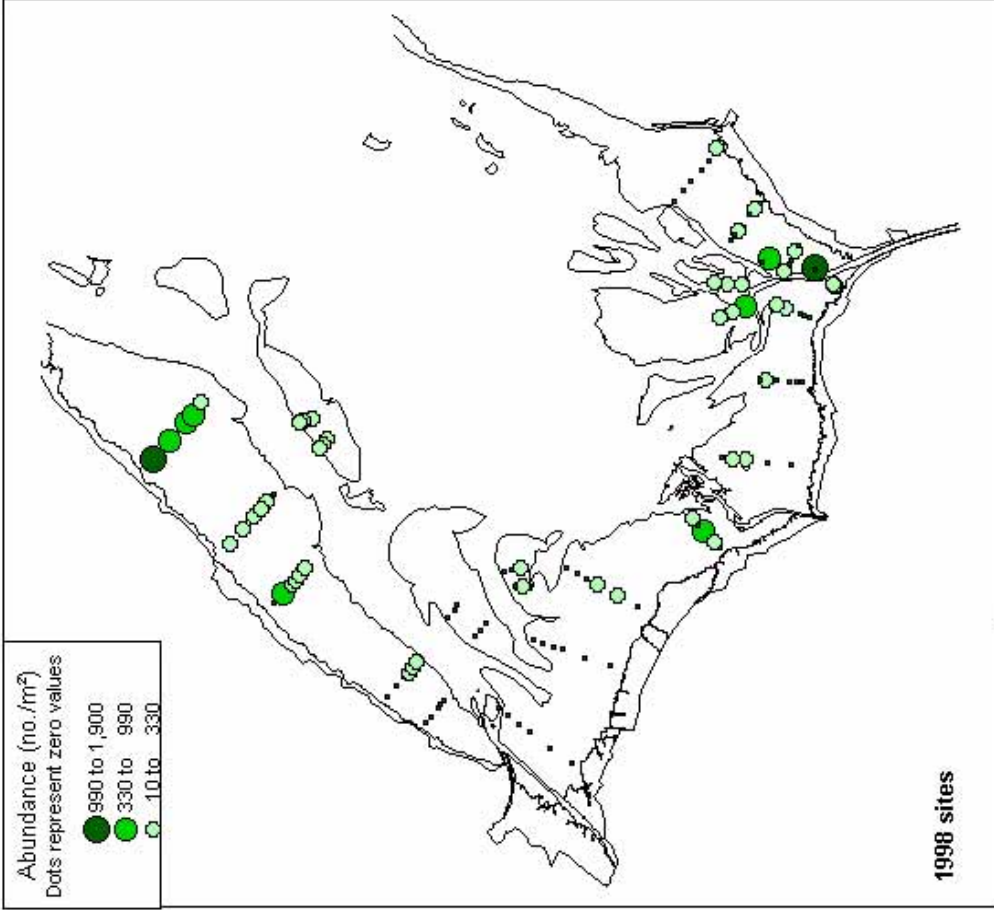 Abundance (no./m²)
Dots represent zero values
990 to 1,900
330 to 990
10 to 330
1998 sites